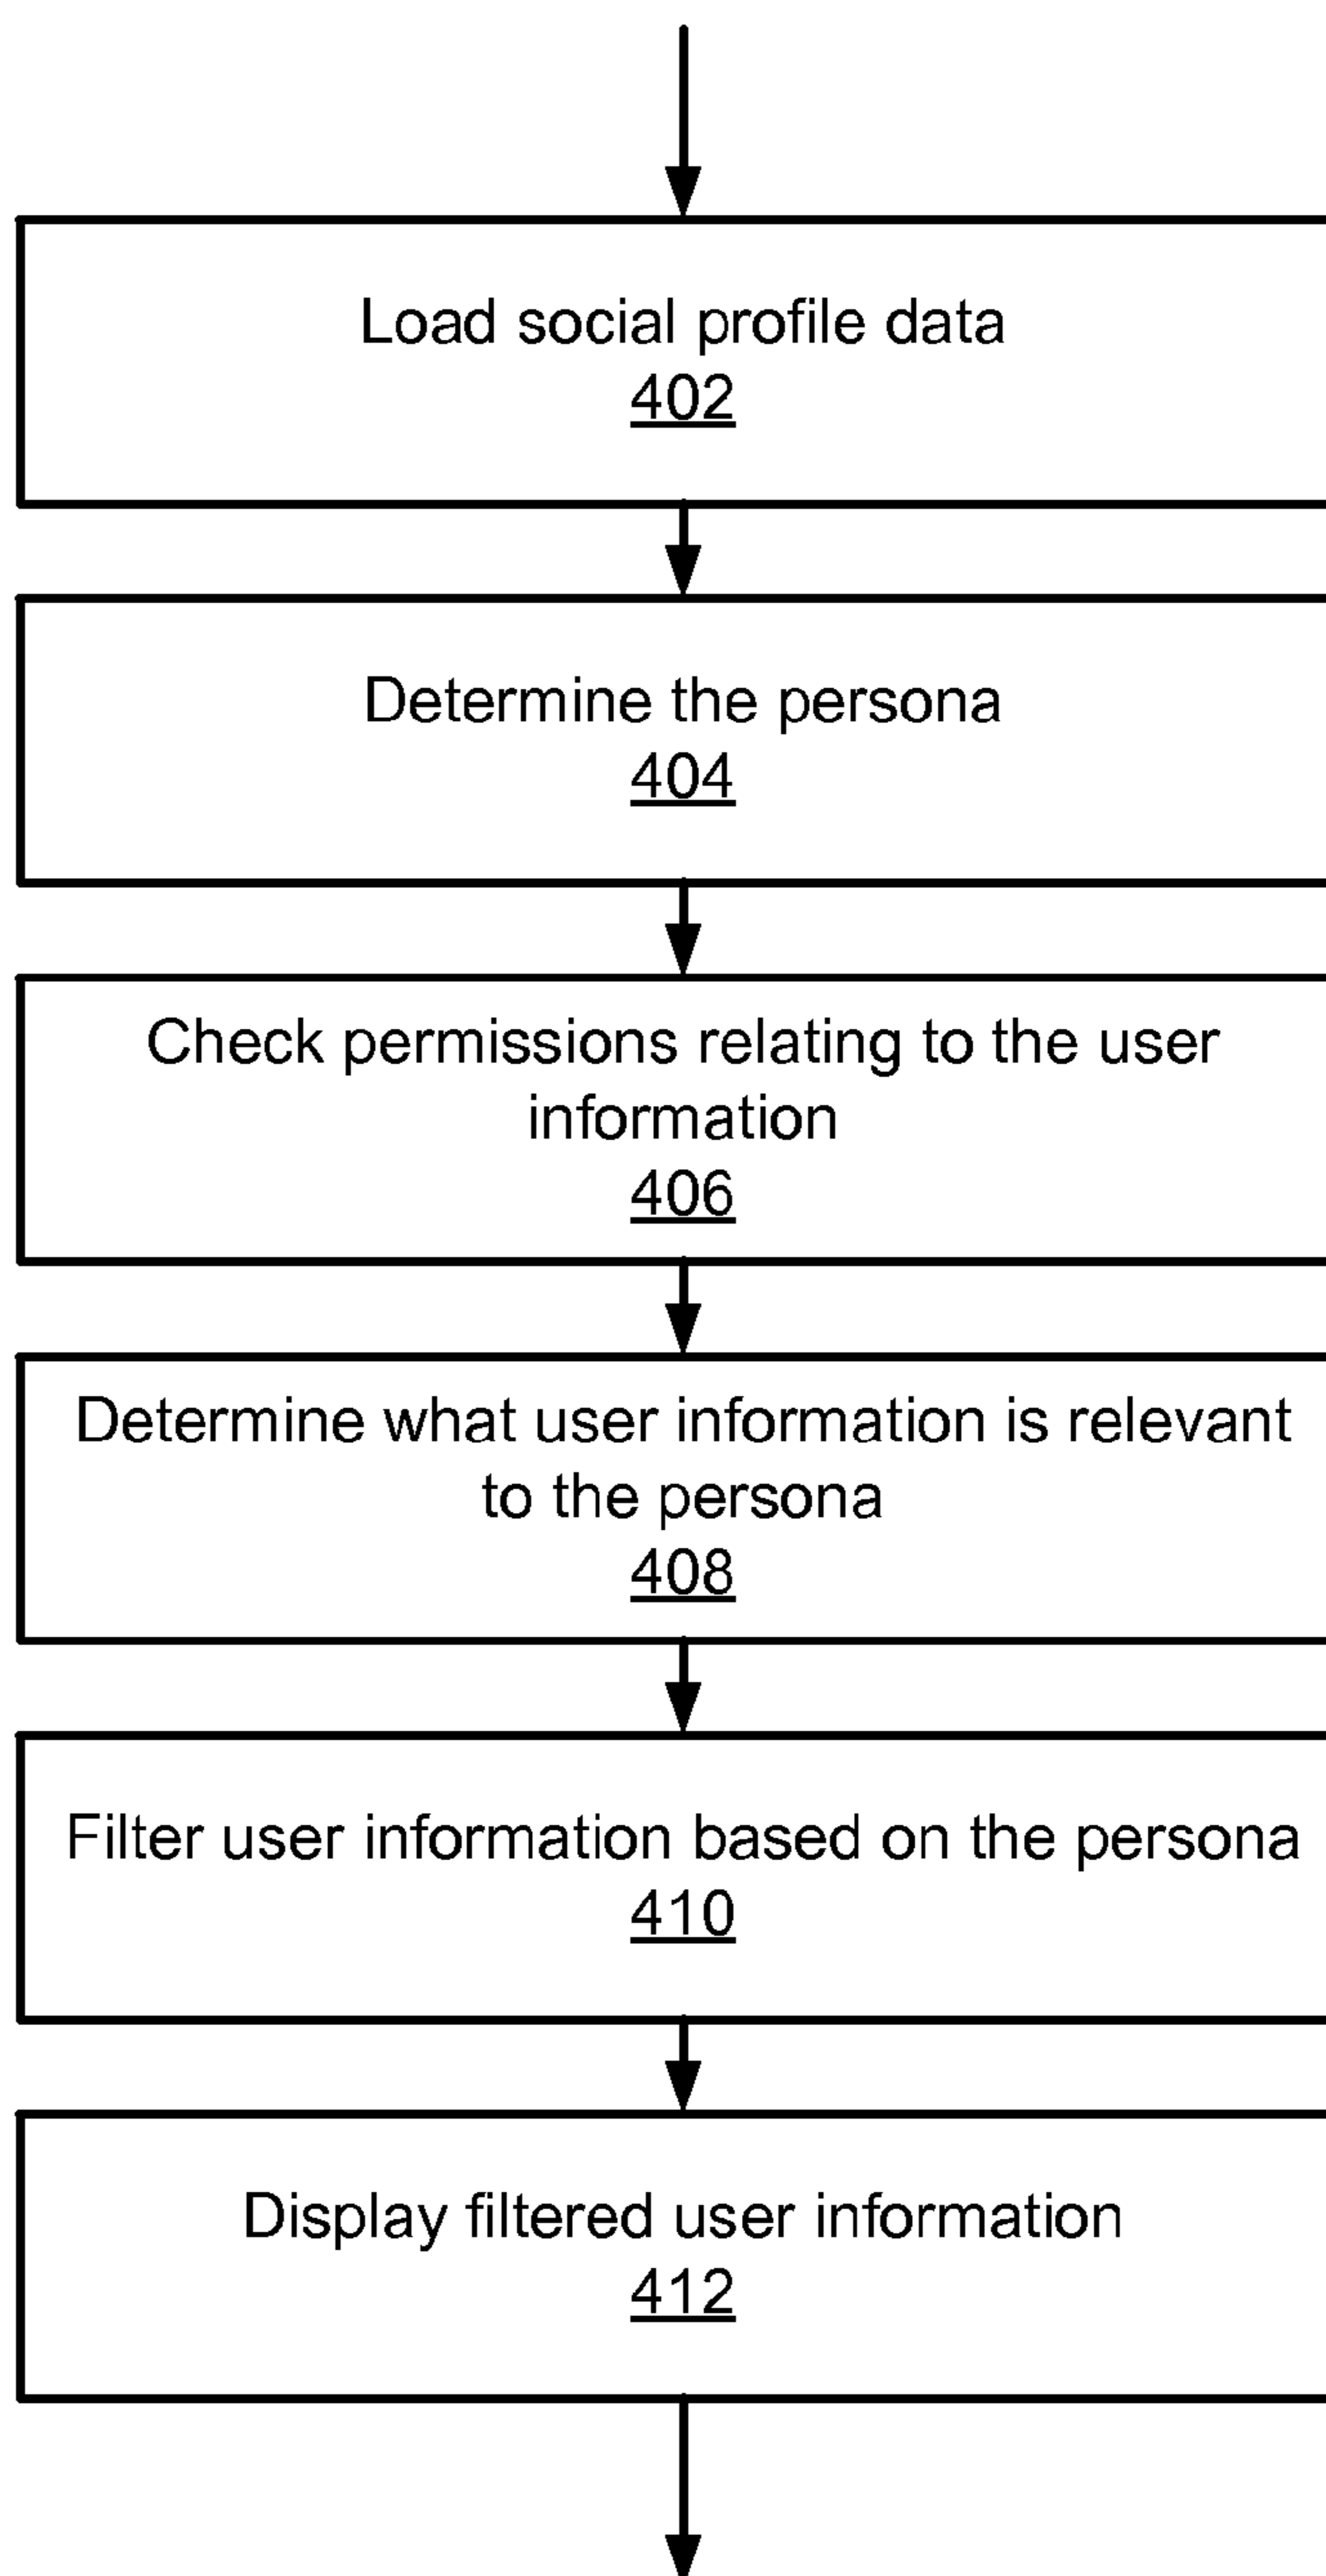 Load social profile data
402
Determine the persona
404
Check permissions relating to the user
information
406
Determine what user information is relevant
to the persona
408
Filter user information based on the persona
410
Display filtered user information
412